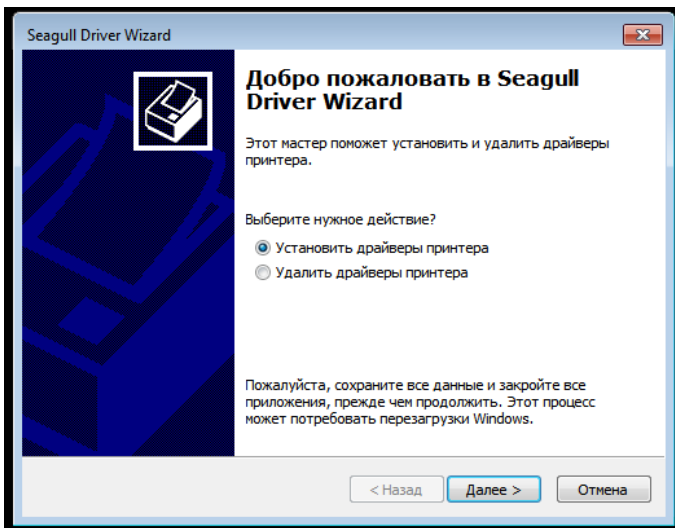 Seagull Driver Wizard
Добро пожаловать в Seagull
Driver Wizard
Этот мастер поможет установить и удалить драйверы
принтера.
Выберите нужное действие?
Установить драйверы принтера
Удалить драйверы принтера
Пожалуйста, сохраните все данные и закройте все
приложения, прежде чем продолжить. Этот процесс
может потребовать перезагрузки Windows.
< Назад Далее > Отмена